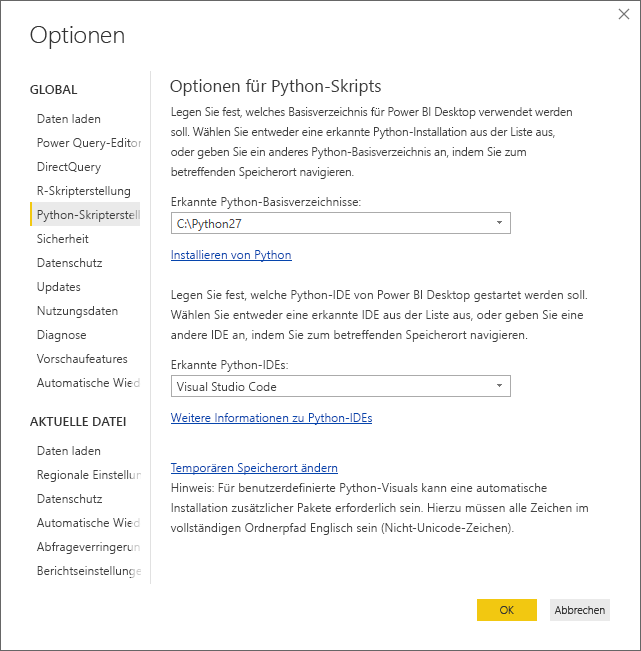 Optionen
GLOBAL
Daten laden
Power Query-Editor
DirectQuery
R-Skripterstellung
Python-Skripterstell
Sicherheit
Datenschutz
Updates
Nutzungsdaten
Diagnose
Vorschaufeatures
Automatische Wied
AKTUELLE DATEI
Daten laden
Regionale Einstellun
Datenschutz
Automatische Wied
Abfrageverringerun
Berichtseinstellunge
Optionen für Python-Skripts
Legen Sie fest, welches Basisverzeichnis für Power BI Desktop verwendet werden
soll. Wählen Sie entweder eine erkannte Python-Installation aus der Liste aus,
oder geben Sie ein anderes Python-Basisverzeichnis an, indem Sie zum
betreffenden Speicherort navigieren.
Erkannte Python-Basisverzeichnisse:
C:\Python27
Installieren von Python
Legen Sie fest, welche Python-IDE von Power BI Desktop gestartet werden soll.
Wählen Sie entweder eine erkannte IDE aus der Liste aus, oder geben Sie eine
andere IDE an, indem Sie zum betreffenden Speicherort navigieren.
Erkannte Python-IDEs:
Visual Studio Code
Weitere Informationen zu Python-IDEs
Temporären Speicherort ändern
Hinweis: Für benutzerdefinierte Python-Visuals kann eine automatische
Installation zusätzlicher Pakete erforderlich sein. Hierzu müssen alle Zeichen im
vollständigen Ordnerpfad Englisch sein (Nicht-Unicode-Zeichen).
OK
Abbrechen